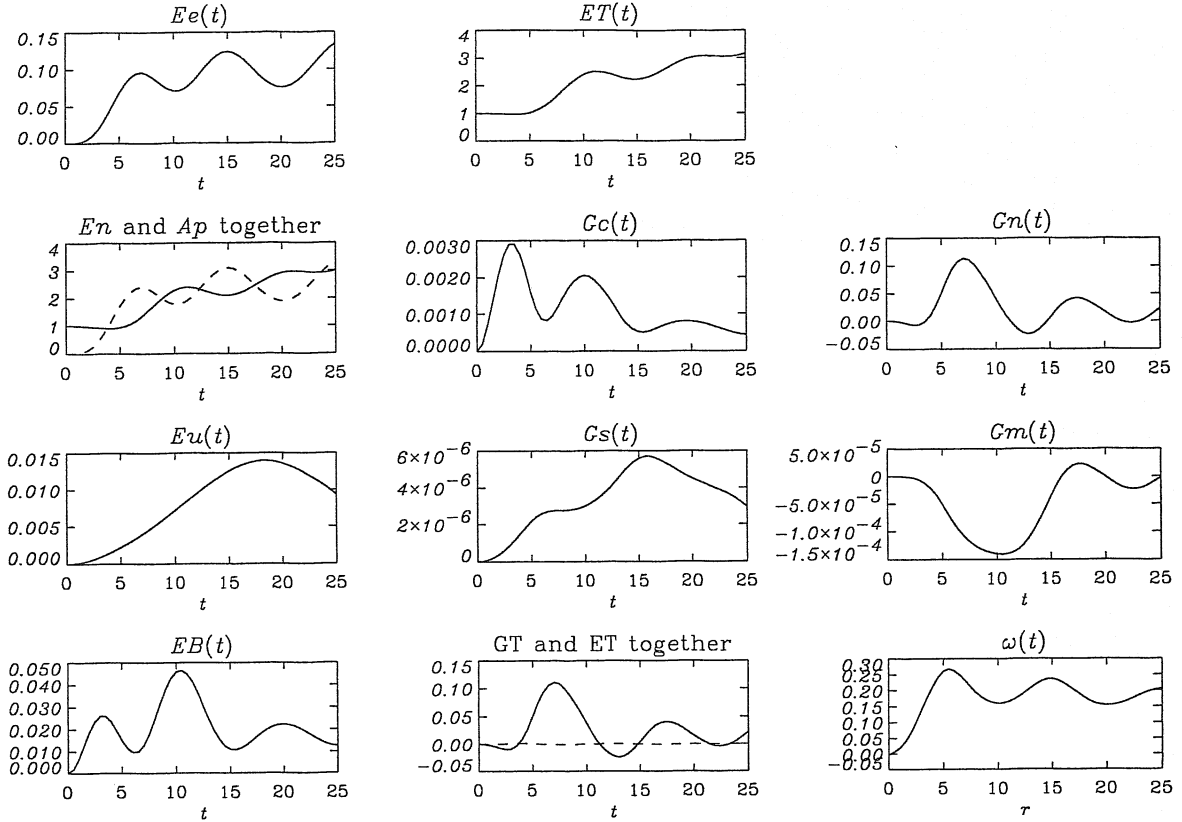 Ee(t)
0.15
0.10
0.05
0.00
0 5 10 15 20 25
t
ET(t)
4
3
2
1
0
0 5 10 15 20 25
t
En and Ap together
4
3
2
1
0
0 5 10 15 20 25
t
Gc(t)
0.0030
0.0020
0.0010
0.0000
0 5 10 15 20 25
t
Gn(t)
0.15
0.10
0.05
0.00
−0.05
0 5 10 15 20 25
t
Eu(t)
0.015
0.010
0.005
0.000
0 5 10 15 20 25
t
Gs(t)
6×10⁻⁶
4×10⁻⁶
2×10⁻⁶
0
0 5 10 15 20 25
t
Gm(t)
5.0×10⁻⁵
0
−5.0×10⁻⁵
−1.0×10⁻⁴
−1.5×10⁻⁴
0 5 10 15 20 25
t
EB(t)
0.050
0.040
0.030
0.020
0.010
0.000
0 5 10 15 20 25
t
GT and ET together
0.15
0.10
0.05
0.00
−0.05
0 5 10 15 20 25
t
ω(t)
0.30
0.25
0.20
0.15
0.10
0.05
0.00
−0.05
0 5 10 15 20 25
τ